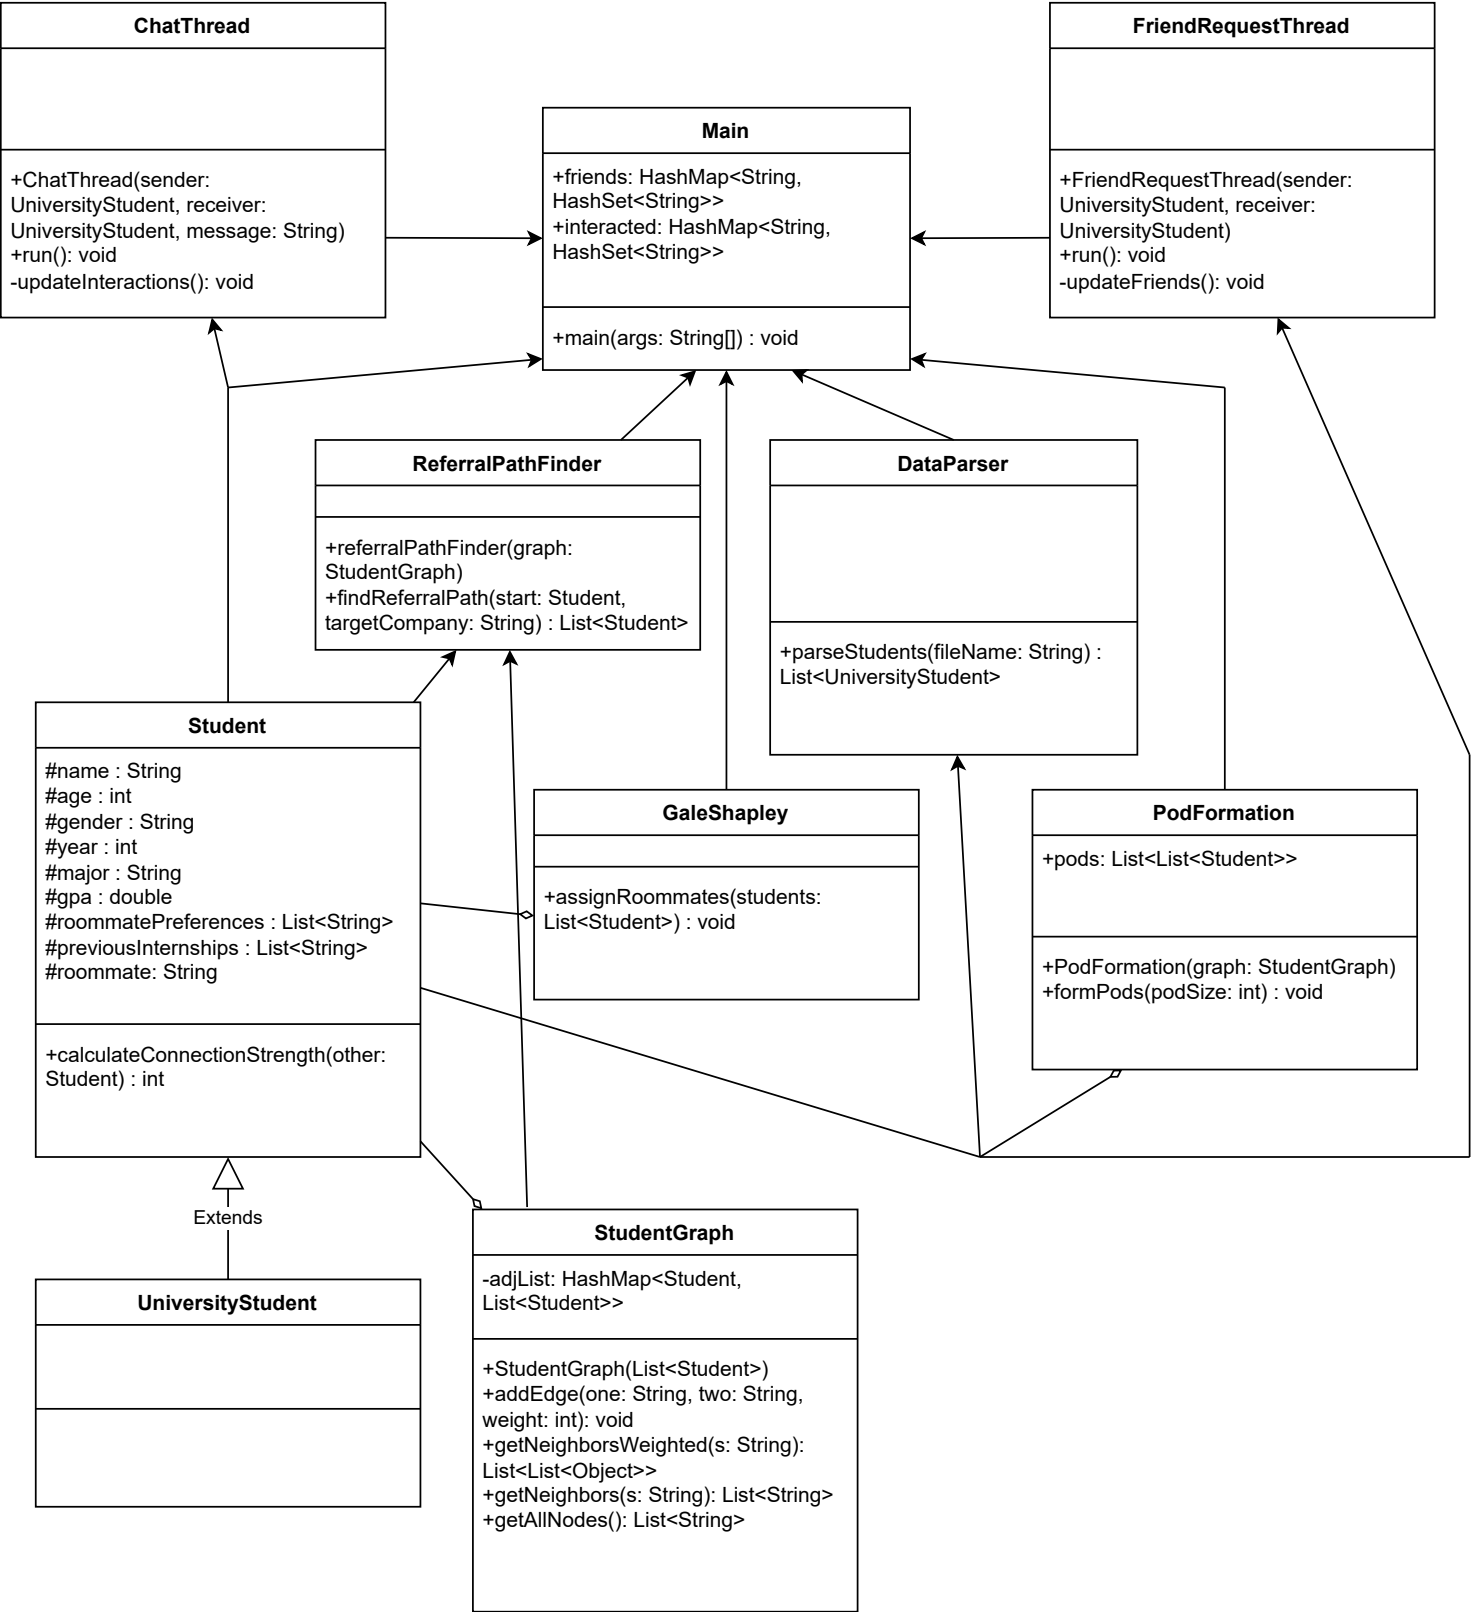 ChatThread
+ChatThread(sender:
UniversityStudent, receiver:
UniversityStudent, message: String)
+run(): void
-updateInteractions(): void
FriendRequestThread
+FriendRequestThread(sender:
UniversityStudent, receiver:
UniversityStudent)
+run(): void
-updateFriends(): void
Main
+friends: HashMap<String,
HashSet<String>>
+interacted: HashMap<String,
HashSet<String>>
+main(args: String[]) : void
ReferralPathFinder
+referralPathFinder(graph:
StudentGraph)
+findReferralPath(start: Student,
targetCompany: String) : List<Student>
DataParser
+parseStudents(fileName: String) :
List<UniversityStudent>
Student
#name : String
#age : int
#gender : String
#year : int
#major : String
#gpa : double
#roommatePreferences : List<String>
#previousInternships : List<String>
#roommate: String
+calculateConnectionStrength(other:
Student) : int
GaleShapley
+assignRoommates(students:
List<Student>) : void
PodFormation
+pods: List<List<Student>>
+PodFormation(graph: StudentGraph)
+formPods(podSize: int) : void
Extends
UniversityStudent
StudentGraph
-adjList: HashMap<Student,
List<Student>>
+StudentGraph(List<Student>)
+addEdge(one: String, two: String,
weight: int): void
+getNeighborsWeighted(s: String):
List<List<Object>>
+getNeighbors(s: String): List<String>
+getAllNodes(): List<String>